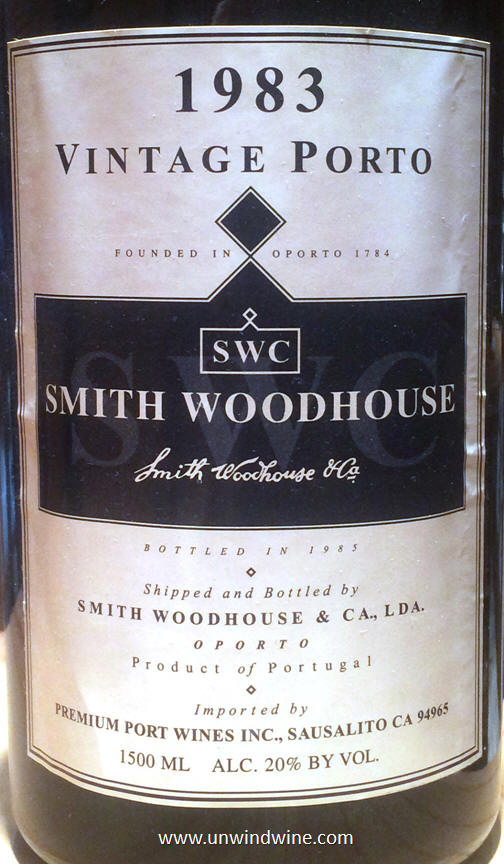 1983
VINTAGE PORTO
FOUNDED IN OPORTO 1784
SWC
SWC
SMITH WOODHOUSE
Smith Woodhouse & Ca
BOTTLED IN 1985
Shipped and Bottled by
SMITH WOODHOUSE & CA., LDA.
OPORTO
Product of Portugal
Imported by
PREMIUM PORT WINES INC., SAUSALITO CA 94965
1500 ML ALC. 20% BY VOL.
www.unwindwine.com